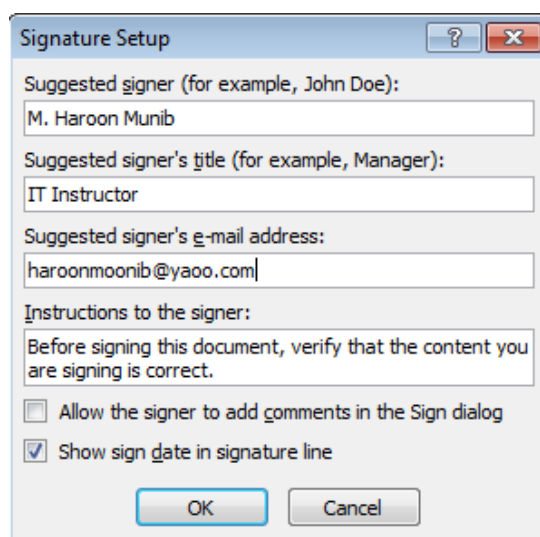 Signature Setup
Suggested signer (for example, John Doe):
M. Haroon Munib
Suggested signer's title (for example, Manager):
IT Instructor
Suggested signer's e-mail address:
haroonmoonib@yaoo.com
Instructions to the signer:
Before signing this document, verify that the content you
are signing is correct.
Allow the signer to add comments in the Sign dialog
Show sign date in signature line
OK Cancel